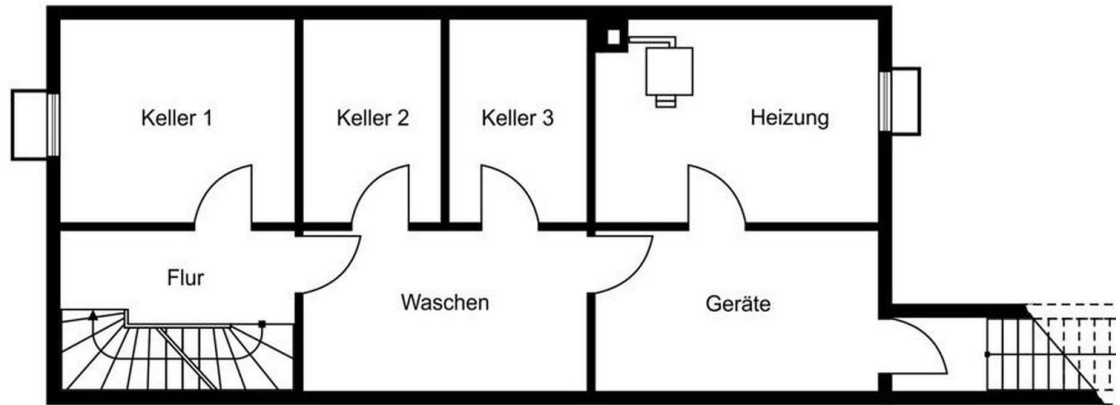 Keller 1
Keller 2
Keller 3
Heizung
Flur
Waschen
Geräte